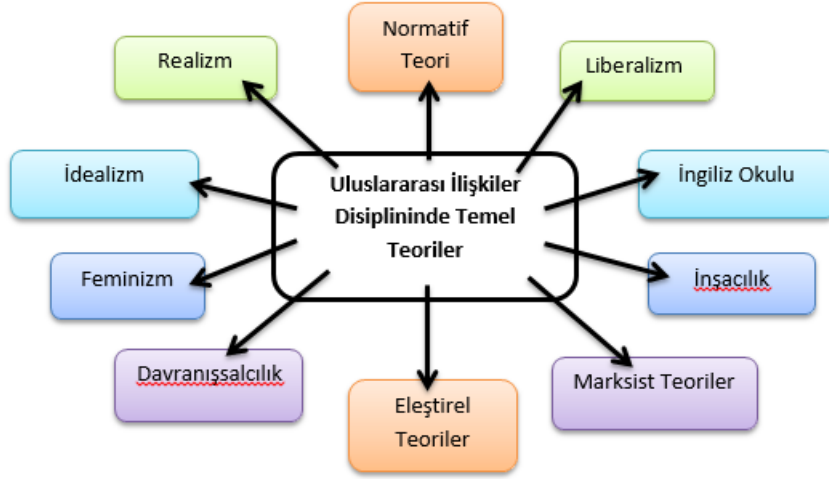 Normatif
Teori
Realizm
Liberalizm
İdealizm
Uluslararası İlişkiler
Disiplininde Temel
Teoriler
İngiliz Okulu
Feminizm
İnşacılık
Davranışsalcılık
Marksist Teoriler
Eleştirel
Teoriler